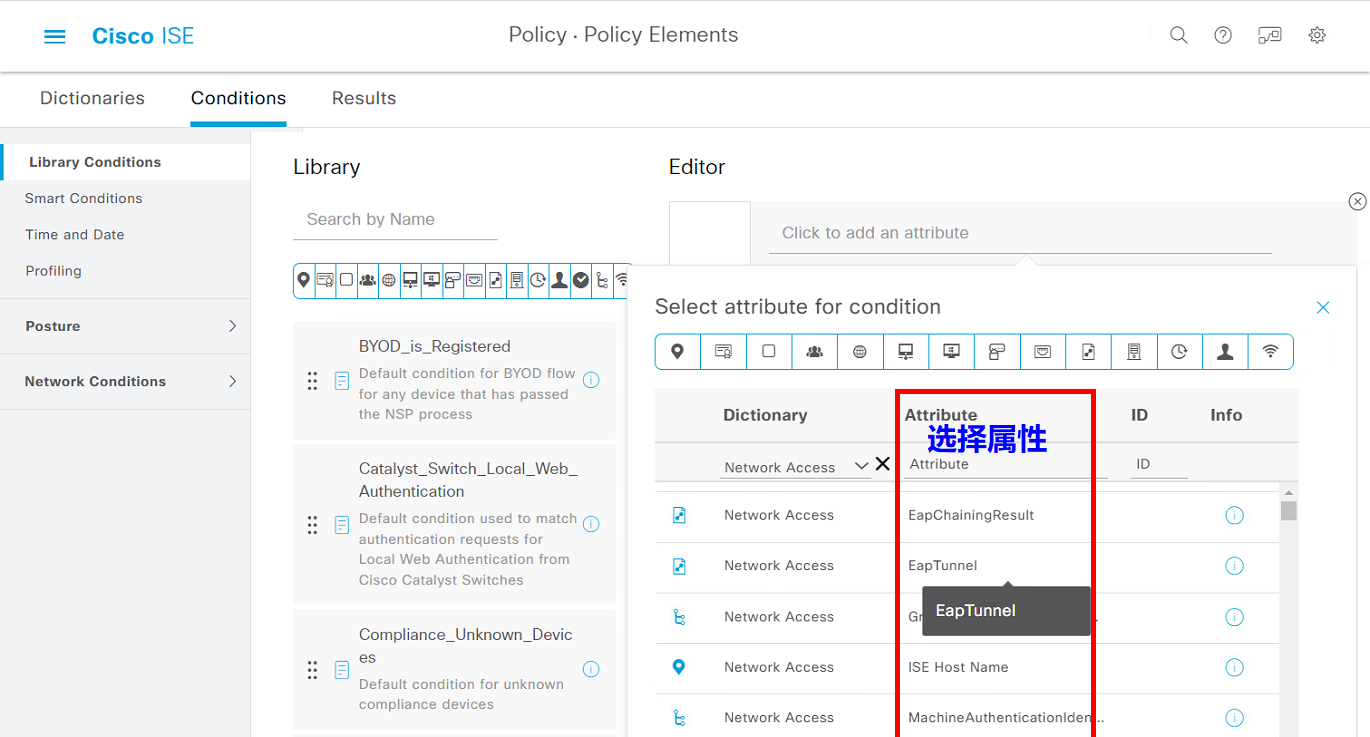 Cisco ISE
Policy · Policy Elements
Dictionaries
Conditions
Results
Library Conditions
Smart Conditions
Time and Date
Profiling
Posture
Network Conditions
Library
Search by Name
BYOD_is_Registered
Default condition for BYOD flow
for any device that has passed
the NSP process
Catalyst_Switch_Local_Web_
Authentication
Default condition used to match
authentication requests for
Local Web Authentication from
Cisco Catalyst Switches
Compliance_Unknown_Devic
es
Default condition for unknown
compliance devices
Editor
Click to add an attribute
Select attribute for condition
Dictionary
Attribute
ID
Info
选择属性
Network Access
Attribute
ID
Network Access
EapChainingResult
Network Access
EapTunnel
EapTunnel
Network Access
Network Access
ISE Host Name
Network Access
MachineAuthenticationIden...